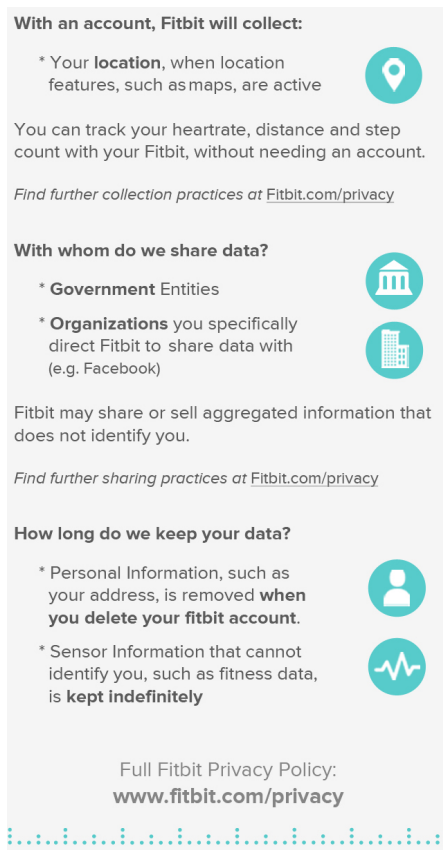 With an account, Fitbit will collect:
* Your location, when location
features, such as maps, are active
You can track your heartrate, distance and step
count with your Fitbit, without needing an account.
Find further collection practices at Fitbit.com/privacy
With whom do we share data?
* Government Entities
* Organizations you specifically
direct Fitbit to share data with
(e.g. Facebook)
Fitbit may share or sell aggregated information that
does not identify you.
Find further sharing practices at Fitbit.com/privacy
How long do we keep your data?
* Personal Information, such as
your address, is removed when
you delete your fitbit account.
* Sensor Information that cannot
identify you, such as fitness data,
is kept indefinitely
Full Fitbit Privacy Policy:
www.fitbit.com/privacy